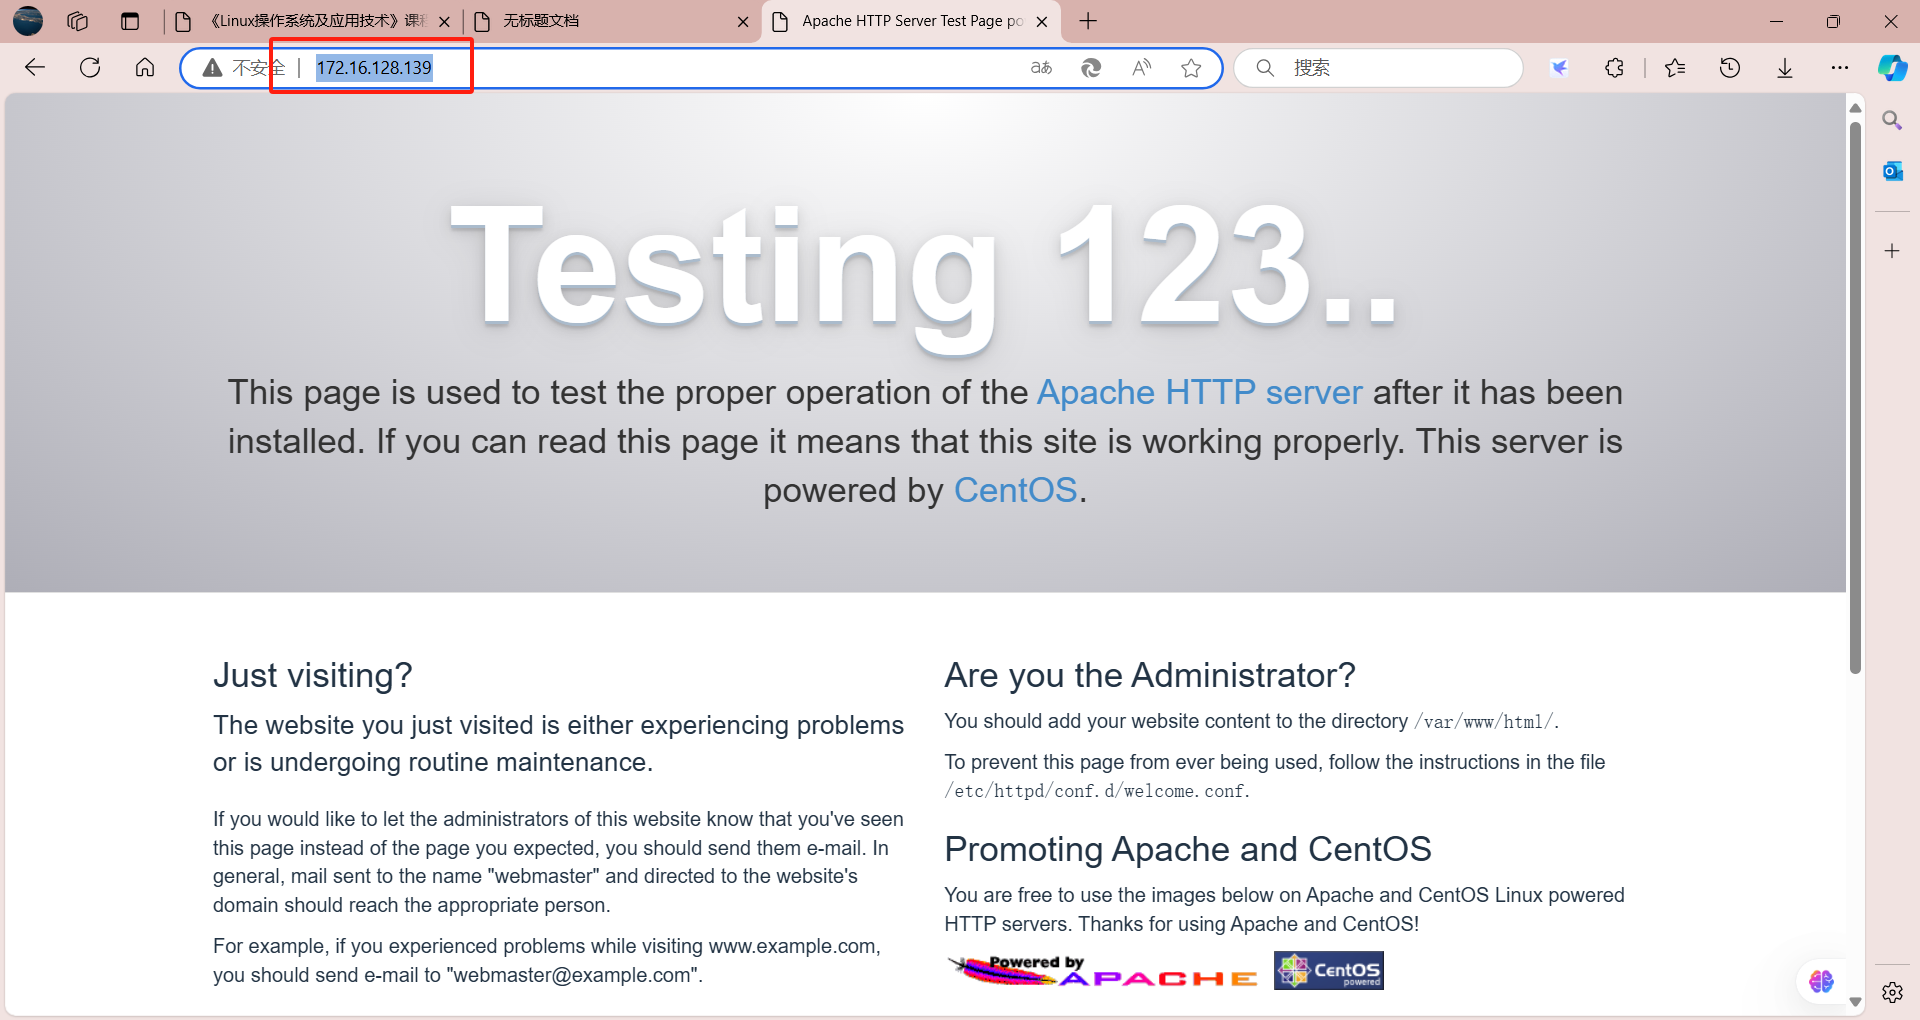 《Linux操作系统及应用技术》课程
无标题文档
Apache HTTP Server Test Page po
不安全 172.16.128.139
搜索
Testing 123..
This page is used to test the proper operation of the Apache HTTP server after it has been
installed. If you can read this page it means that this site is working properly. This server is
powered by CentOS.
Just visiting?
The website you just visited is either experiencing problems
or is undergoing routine maintenance.
If you would like to let the administrators of this website know that you've seen
this page instead of the page you expected, you should send them e-mail. In
general, mail sent to the name "webmaster" and directed to the website's
domain should reach the appropriate person.
For example, if you experienced problems while visiting www.example.com,
you should send e-mail to "webmaster@example.com".
Are you the Administrator?
You should add your website content to the directory /var/www/html/.
To prevent this page from ever being used, follow the instructions in the file
/etc/httpd/conf.d/welcome.conf.
Promoting Apache and CentOS
You are free to use the images below on Apache and CentOS Linux powered
HTTP servers. Thanks for using Apache and CentOS!
Powered by
APACHE
CentOS
powered